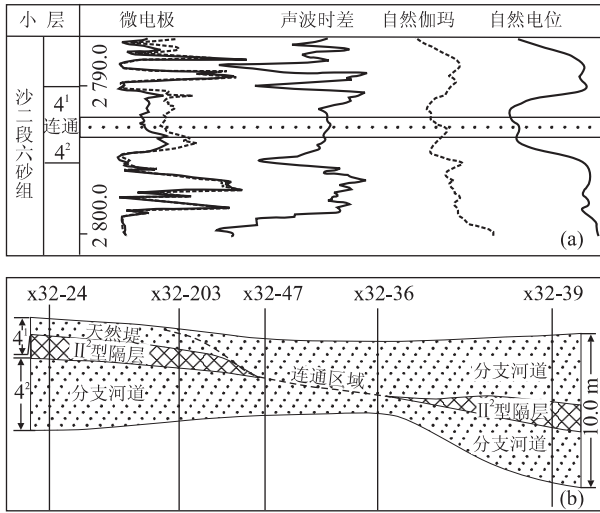 小 层 微电极 声波时差 自然伽玛 自然电位
沙二段六砂组
2 790.0
4¹
连通
4²
2 800.0
(a)
x32-24 x32-203 x32-47 x32-36 x32-39
4¹
天然堤
II²型隔层
连通区域
分支河道
4²
分支河道
II²型隔层
分支河道
10.0 m
(b)